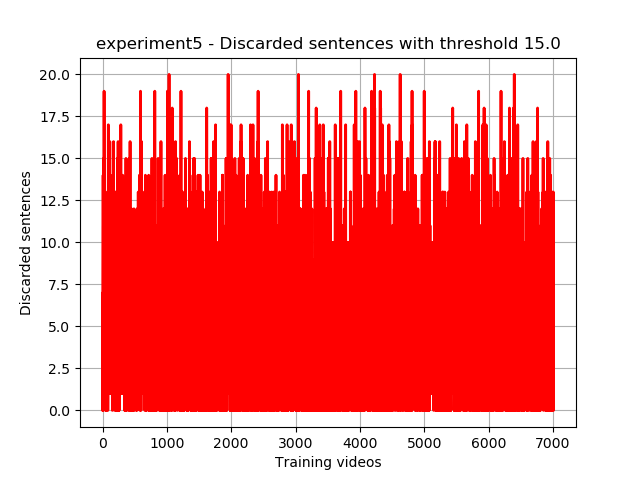 experiment5 - Discarded sentences with threshold 15.0
20.0
17.5
15.0
12.5
10.0
7.5
5.0
2.5
0.0
Discarded sentences
0 1000 2000 3000 4000 5000 6000 7000
Training videos